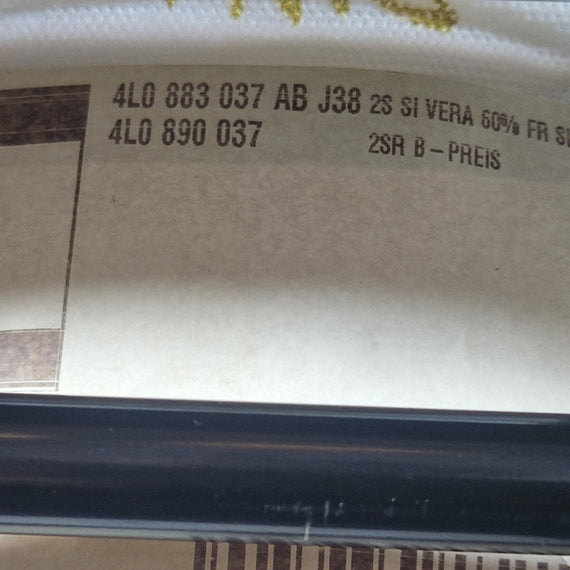 4L0 883 037 AB J38 2S SI VERA 60% FR
4L0 890 037 2SR B-PREIS